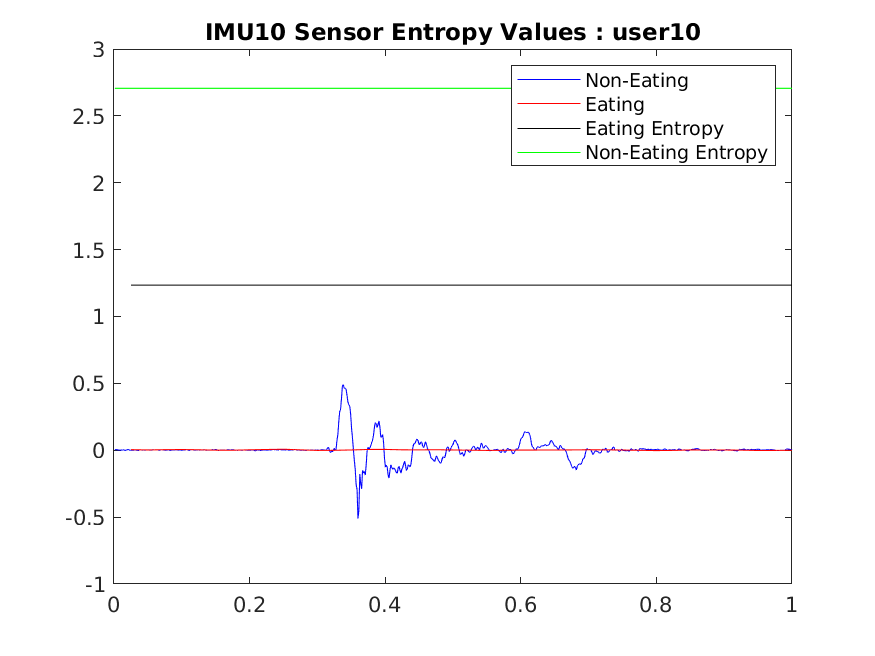 IMU10 Sensor Entropy Values : user10
3
2.5
2
1.5
1
0.5
0
-0.5
-1
Non-Eating
Eating
Eating Entropy
Non-Eating Entropy
0 0.2 0.4 0.6 0.8 1